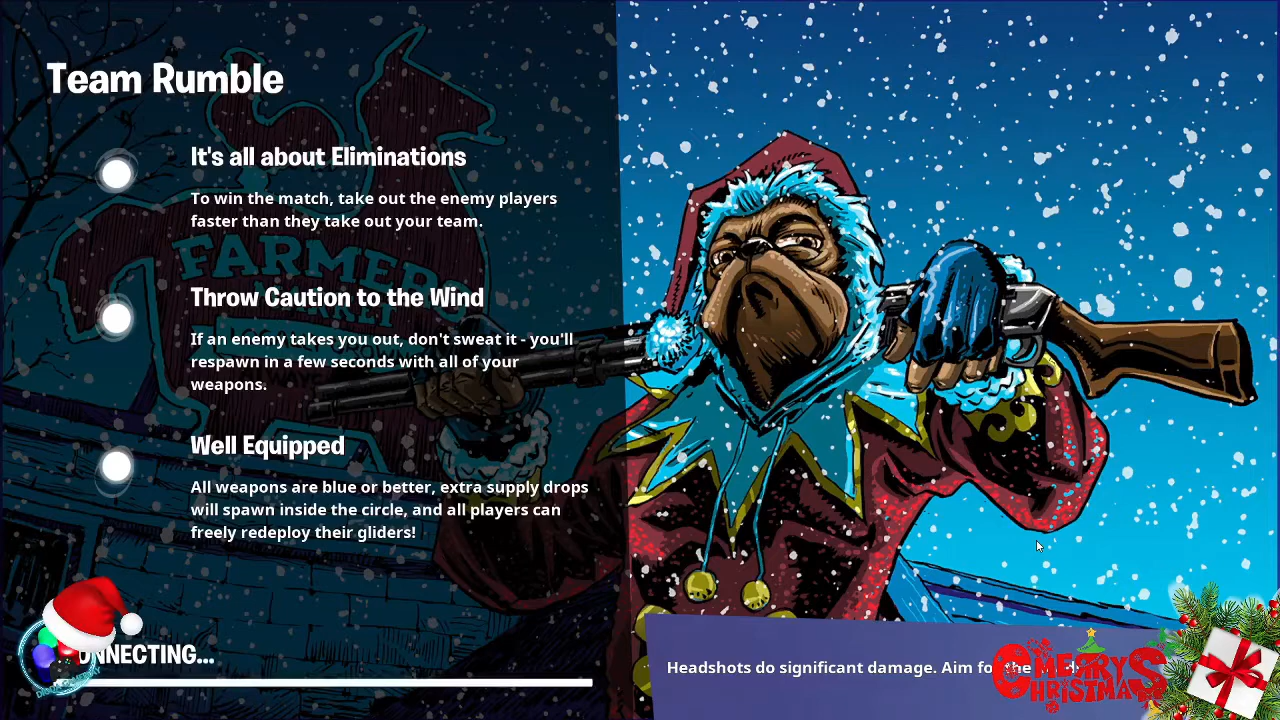 Team Rumble
It's all about Eliminations
To win the match, take out the enemy players
faster than they take out your team.
FARMERS
MARKET
Throw Caution to the Wind
If an enemy takes you out, don't sweat it - you'll
respawn in a few seconds with all of your
weapons.
Well Equipped
All weapons are blue or better, extra supply drops
will spawn inside the circle, and all players can
freely redeploy their gliders!
NNECTING...
Headshots do significant damage. Aim for the
MERRY
CHRISTMAS